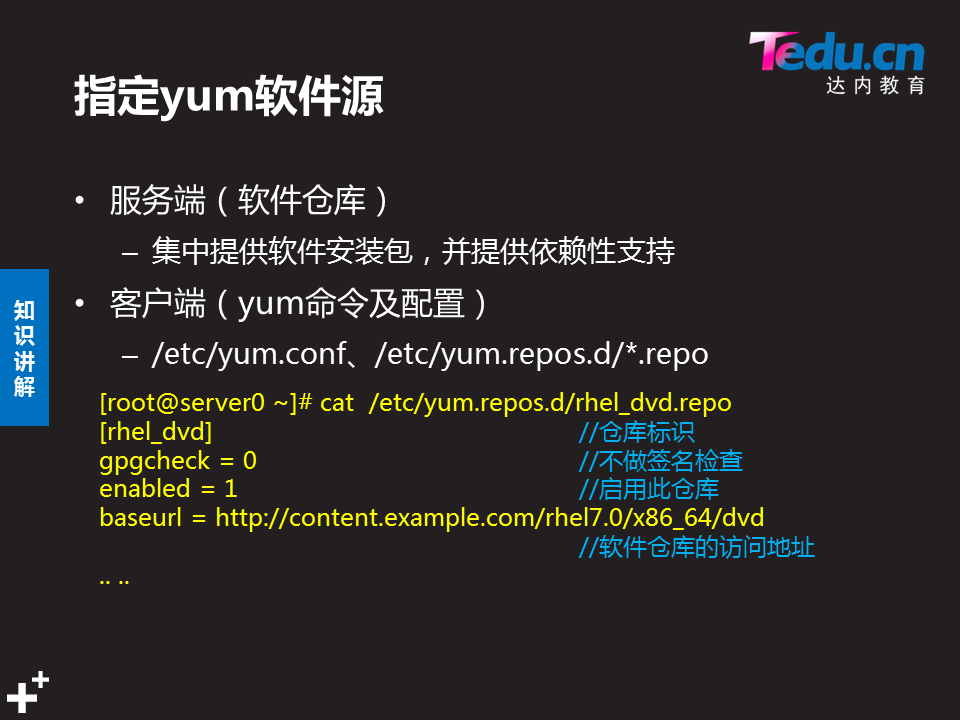 Tedu.cn
达内教育
指定yum软件源
• 服务端（软件仓库）
– 集中提供软件安装包，并提供依赖性支持
• 客户端（yum命令及配置）
– /etc/yum.conf、/etc/yum.repos.d/*.repo
知识讲解
[root@server0 ~]# cat  /etc/yum.repos.d/rhel_dvd.repo
[rhel_dvd] //仓库标识
gpgcheck = 0 //不做签名检查
enabled = 1 //启用此仓库
baseurl = http://content.example.com/rhel7.0/x86_64/dvd
//软件仓库的访问地址
.. ..